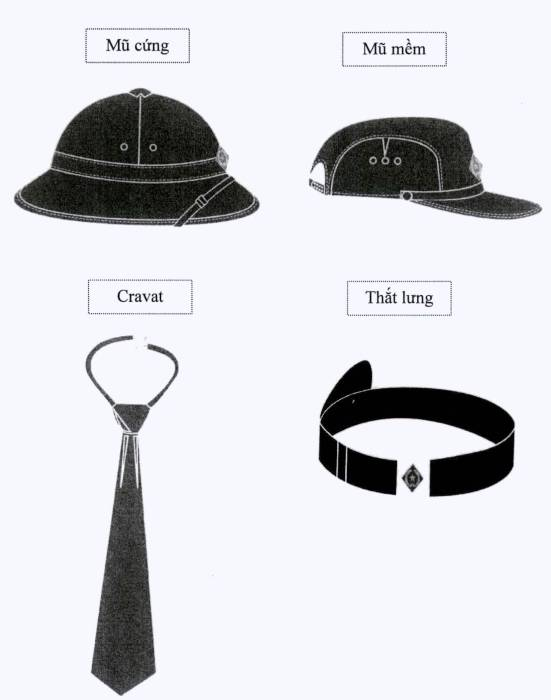 Mũ cứng
Mũ mềm
Cravat
Thắt lưng